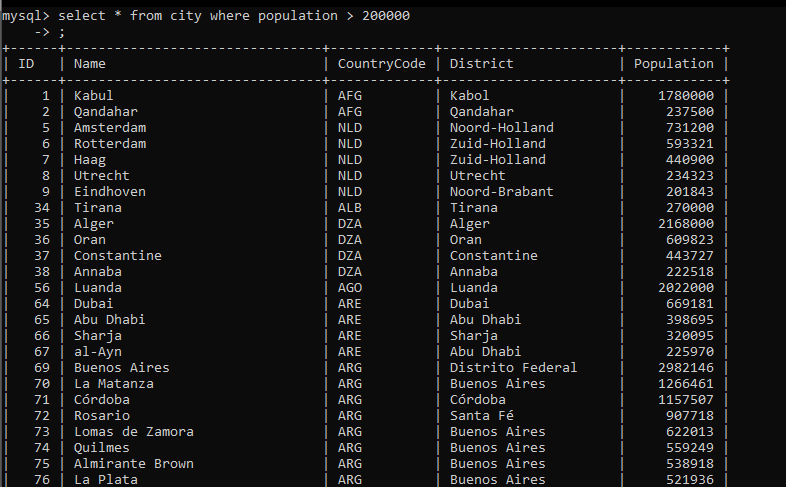 mysql> select * from city where population > 200000
    -> ;
+------+--------------------------------+-------------+----------------------+------------+
| ID   | Name                           | CountryCode | District             | Population |
+------+--------------------------------+-------------+----------------------+------------+
|    1 | Kabul                          | AFG         | Kabol                |    1780000 |
|    2 | Qandahar                       | AFG         | Qandahar             |     237500 |
|    5 | Amsterdam                      | NLD         | Noord-Holland        |     731200 |
|    6 | Rotterdam                      | NLD         | Zuid-Holland         |     593321 |
|    7 | Haag                           | NLD         | Zuid-Holland         |     440900 |
|    8 | Utrecht                        | NLD         | Utrecht              |     234323 |
|    9 | Eindhoven                      | NLD         | Noord-Brabant        |     201843 |
|   34 | Tirana                         | ALB         | Tirana               |     270000 |
|   35 | Alger                          | DZA         | Alger                |    2168000 |
|   36 | Oran                           | DZA         | Oran                 |     609823 |
|   37 | Constantine                    | DZA         | Constantine          |     443727 |
|   38 | Annaba                         | DZA         | Annaba               |     222518 |
|   56 | Luanda                         | AGO         | Luanda               |    2022000 |
|   64 | Dubai                          | ARE         | Dubai                |     669181 |
|   65 | Abu Dhabi                      | ARE         | Abu Dhabi            |     398695 |
|   66 | Sharja                         | ARE         | Sharja               |     320095 |
|   67 | al-Ayn                         | ARE         | Abu Dhabi            |     225970 |
|   69 | Buenos Aires                   | ARG         | Distrito Federal     |    2982146 |
|   70 | La Matanza                     | ARG         | Buenos Aires         |    1266461 |
|   71 | Córdoba                        | ARG         | Córdoba              |    1157507 |
|   72 | Rosario                        | ARG         | Santa Fé             |     907718 |
|   73 | Lomas de Zamora                | ARG         | Buenos Aires         |     622013 |
|   74 | Quilmes                        | ARG         | Buenos Aires         |     559249 |
|   75 | Almirante Brown                | ARG         | Buenos Aires         |     538918 |
|   76 | La Plata                       | ARG         | Buenos Aires         |     521936 |